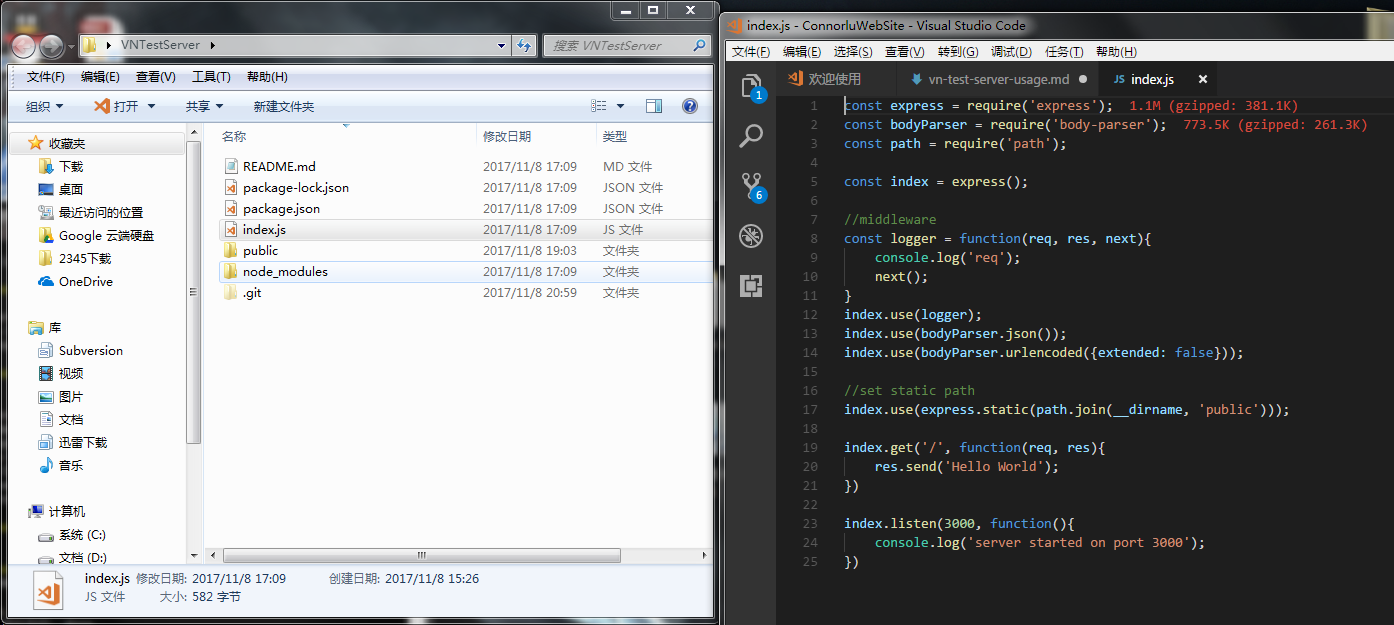 VNTestServer
搜索 VNTestServer
文件(F) 编辑(E) 查看(V) 工具(T) 帮助(H)
组织 打开 共享 新建文件夹
收藏夹
下载
桌面
最近访问的位置
Google 云端硬盘
2345下载
OneDrive
库
Subversion
视频
图片
文档
迅雷下载
音乐
计算机
系统 (C:)
文档 (D:)
名称 修改日期 类型
README.md 2017/11/8 17:09 MD 文件
package-lock.json 2017/11/8 17:09 JSON 文件
package.json 2017/11/8 17:09 JSON 文件
index.js 2017/11/8 17:09 JS 文件
public 2017/11/8 19:03 文件夹
node_modules 2017/11/8 17:09 文件夹
.git 2017/11/8 20:59 文件夹
index.js 修改日期: 2017/11/8 17:09 创建日期: 2017/11/8 15:26
JS 文件 大小: 582 字节
index.js - ConnorluWebSite - Visual Studio Code
文件(F) 编辑(E) 选择(S) 查看(V) 转到(G) 调试(D) 任务(T) 帮助(H)
1
6
欢迎使用 vn-test-server-usage.md JS index.js
1 const express = require('express'); 1.1M (gzipped: 381.1K)
2 const bodyParser = require('body-parser'); 773.5K (gzipped: 261.3K)
3 const path = require('path');
4
5 const index = express();
6
7 //middleware
8 const logger = function(req, res, next){
9     console.log('req');
10     next();
11 }
12 index.use(logger);
13 index.use(bodyParser.json());
14 index.use(bodyParser.urlencoded({extended: false}));
15
16 //set static path
17 index.use(express.static(path.join(__dirname, 'public')));
18
19 index.get('/', function(req, res){
20     res.send('Hello World');
21 })
22
23 index.listen(3000, function(){
24     console.log('server started on port 3000');
25 })